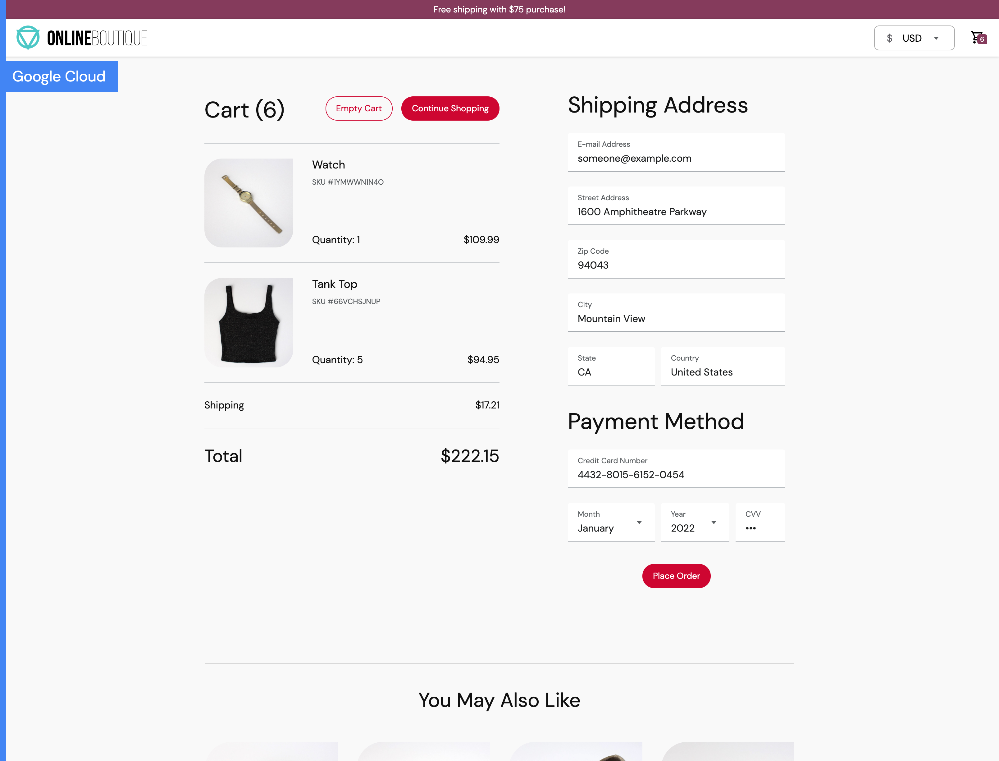 Free shipping with $75 purchase!
ONLINEBOUTIQUE
$ USD
6
Google Cloud
Cart (6)
Empty Cart
Continue Shopping
Watch
SKU #1YMWWN1N4O
Quantity: 1
$109.99
Tank Top
SKU #66VCHSJNUP
Quantity: 5
$94.95
Shipping
$17.21
Total
$222.15
Shipping Address
E-mail Address
someone@example.com
Street Address
1600 Amphitheatre Parkway
Zip Code
94043
City
Mountain View
State
CA
Country
United States
Payment Method
Credit Card Number
4432-8015-6152-0454
Month
January
Year
2022
CVV
•••
Place Order
You May Also Like